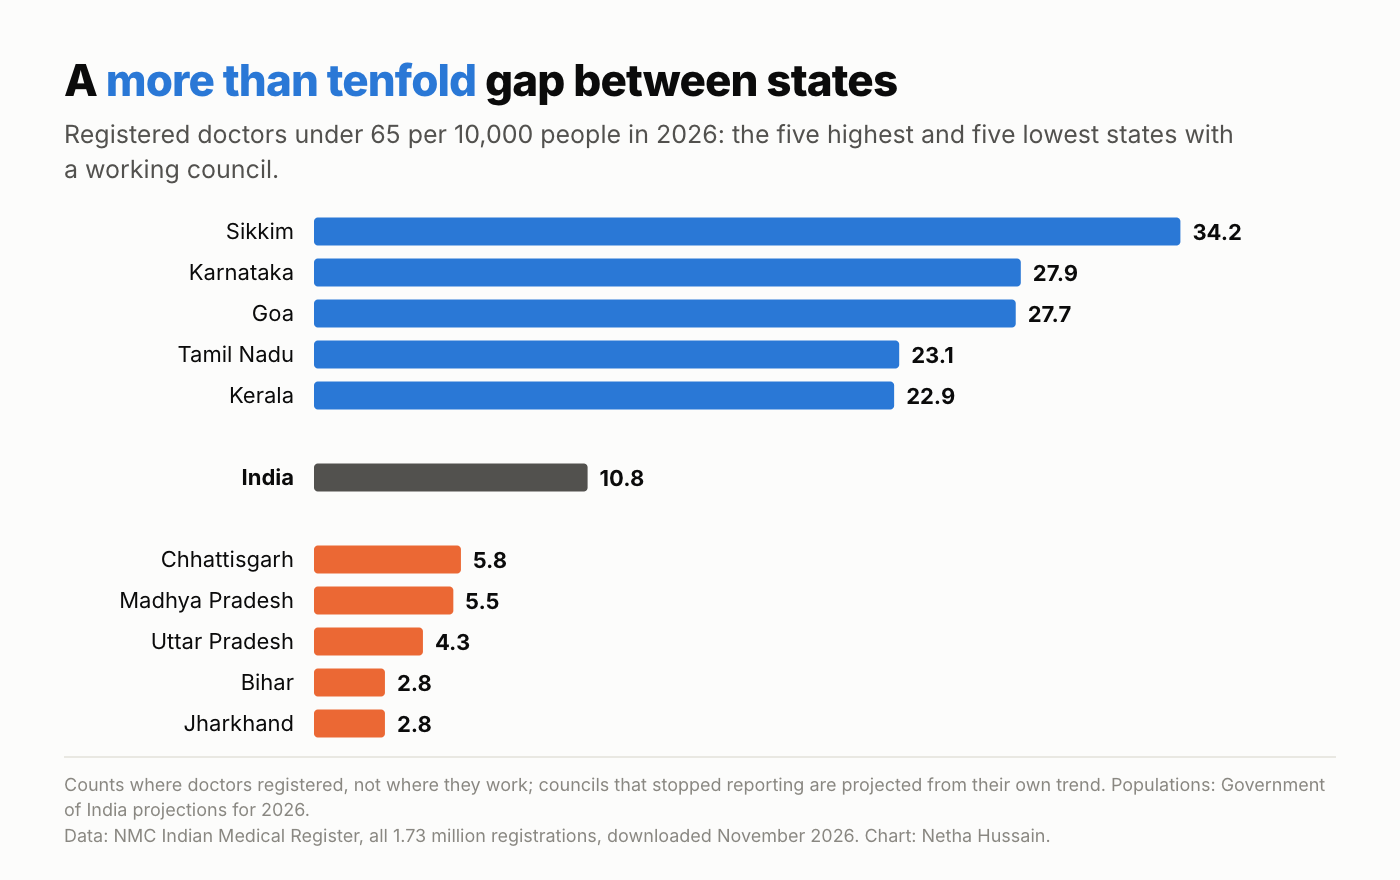 A more than tenfold gap between states
Registered doctors under 65 per 10,000 people in 2026: the five highest and five lowest states with
a working council.
Sikkim 34.2
Karnataka 27.9
Goa 27.7
Tamil Nadu 23.1
Kerala 22.9
India 10.8
Chhattisgarh 5.8
Madhya Pradesh 5.5
Uttar Pradesh 4.3
Bihar 2.8
Jharkhand 2.8
Counts where doctors registered, not where they work; councils that stopped reporting are projected from their own trend. Populations: Government
of India projections for 2026.
Data: NMC Indian Medical Register, all 1.73 million registrations, downloaded November 2026. Chart: Netha Hussain.